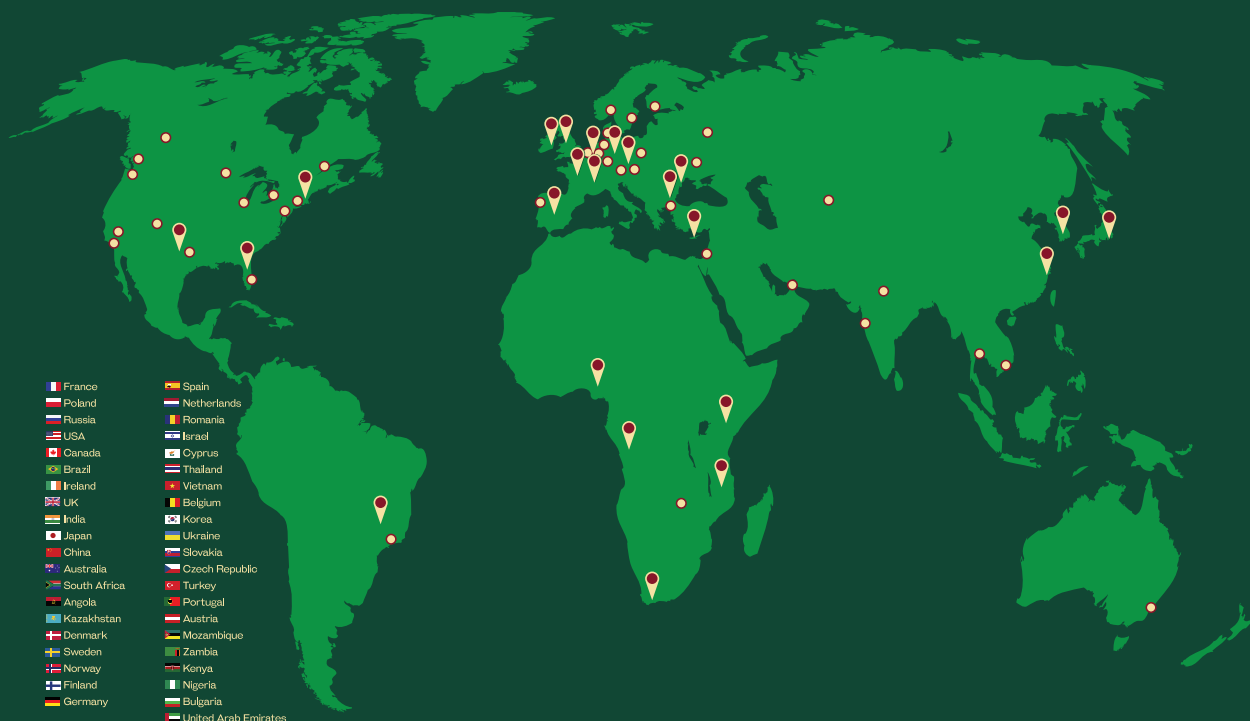 France
Poland
Russia
USA
Canada
Brazil
Ireland
UK
India
Japan
China
Australia
South Africa
Angola
Kazakhstan
Denmark
Sweden
Norway
Finland
Germany
Spain
Netherlands
Romania
Israel
Cyprus
Thailand
Vietnam
Belgium
Korea
Ukraine
Slovakia
Czech Republic
Turkey
Portugal
Austria
Mozambique
Zambia
Kenya
Nigeria
Bulgaria
United Arab Emirates